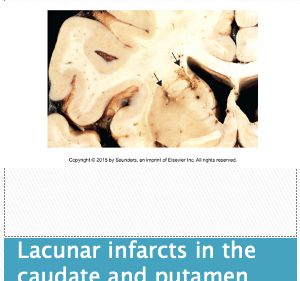 Copyright © 2015 by Saunders, an imprint of Elsevier Inc. All rights reserved.
Lacunar infarcts in the
caudate and putamen